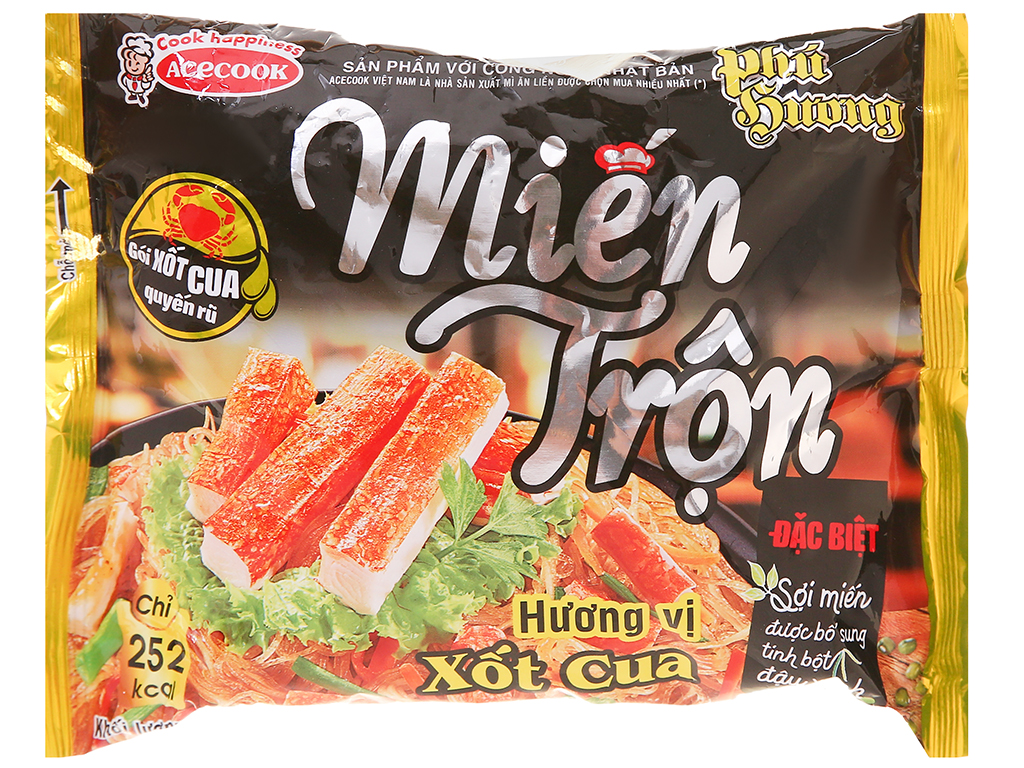 Cook happiness
ACECOOK
SẢN PHẨM VỚI CÔNG NHẬT BẢN
ACECOOK VIỆT NAM LÀ NHÀ SẢN XUẤT MÌ ĂN LIỀN ĐƯỢC CHỌN MUA NHIỀU NHẤT (*)
Phú
Hương
Miến
Trộn
Gói XỐT
CUA
quyến rũ
ĐẶC BIỆT
Sợi miến
được bổ sung
tinh bột
Hương vị
Xốt Cua
Chỉ
252
kcal
Khối lượng